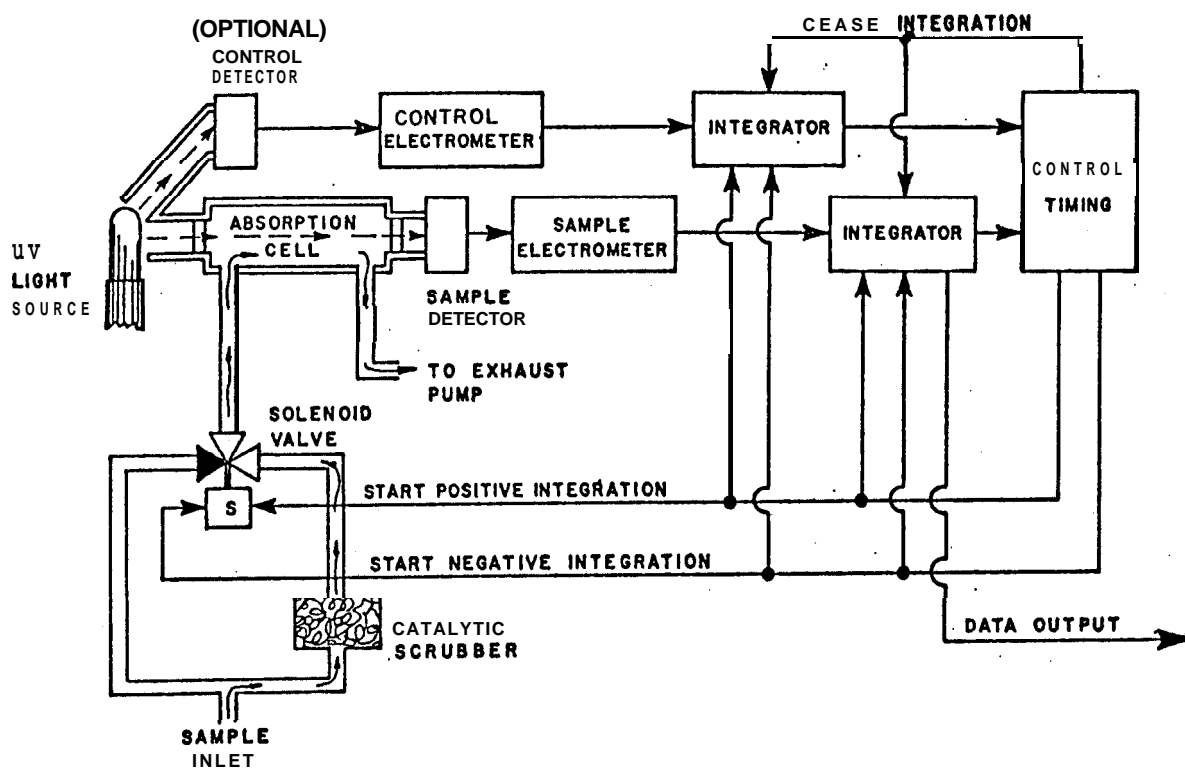 (OPTIONAL)
CONTROL
DETECTOR
CEASE INTEGRATION
CONTROL
ELECTROMETER
INTEGRATOR
CONTROL
TIMING
ABSORPTION
CELL
SAMPLE
ELECTROMETER
INTEGRATOR
uv
LIGHT
SOURCE
SAMPLE
DETECTOR
TO EXHAUST
PUMP
SOLENOID
VALVE
S
START POSITIVE INTEGRATION
START NEGATIVE INTEGRATION
CATALYTIC
SCRUBBER
DATA OUTPUT
SAMPLE
INLET